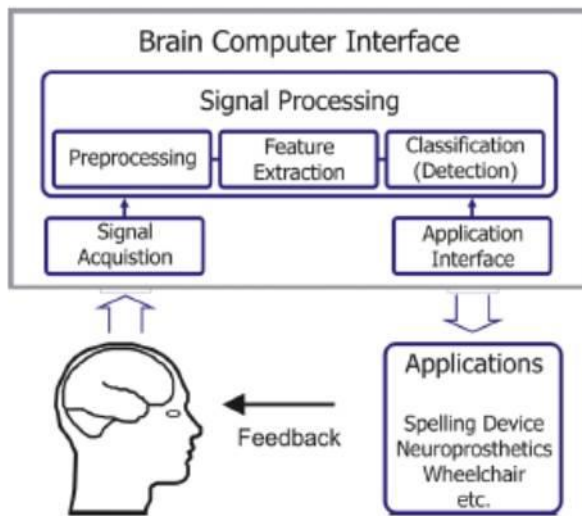 Brain Computer Interface
Signal Processing
Preprocessing
Feature
Extraction
Classification
(Detection)
Signal
Acquistion
Application
Interface
Applications
Spelling Device
Neuroprosthetics
Wheelchair
etc.
Feedback